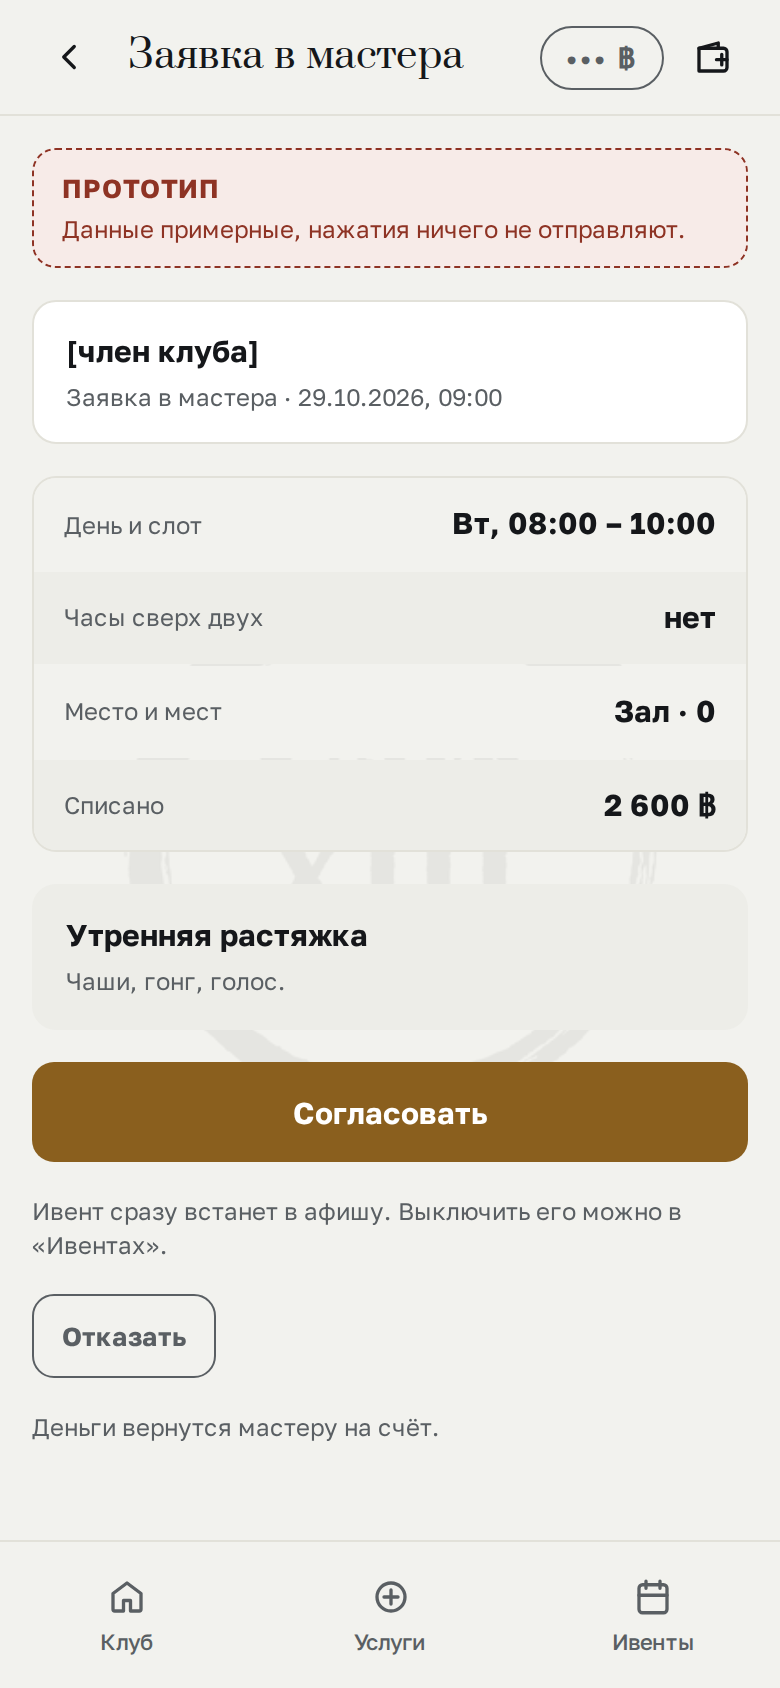 Заявка в мастера
••• ฿
ПРОТОТИП
Данные примерные, нажатия ничего не отправляют.
[член клуба]
Заявка в мастера · 29.10.2026, 09:00
День и слот
Вт, 08:00 – 10:00
Часы сверх двух
нет
Место и мест
Зал · 0
Списано
2 600 ฿
Утренняя растяжка
Чаши, гонг, голос.
Согласовать
Ивент сразу встанет в афишу. Выключить его можно в
«Ивентах».
Отказать
Деньги вернутся мастеру на счёт.
Клуб
Услуги
Ивенты